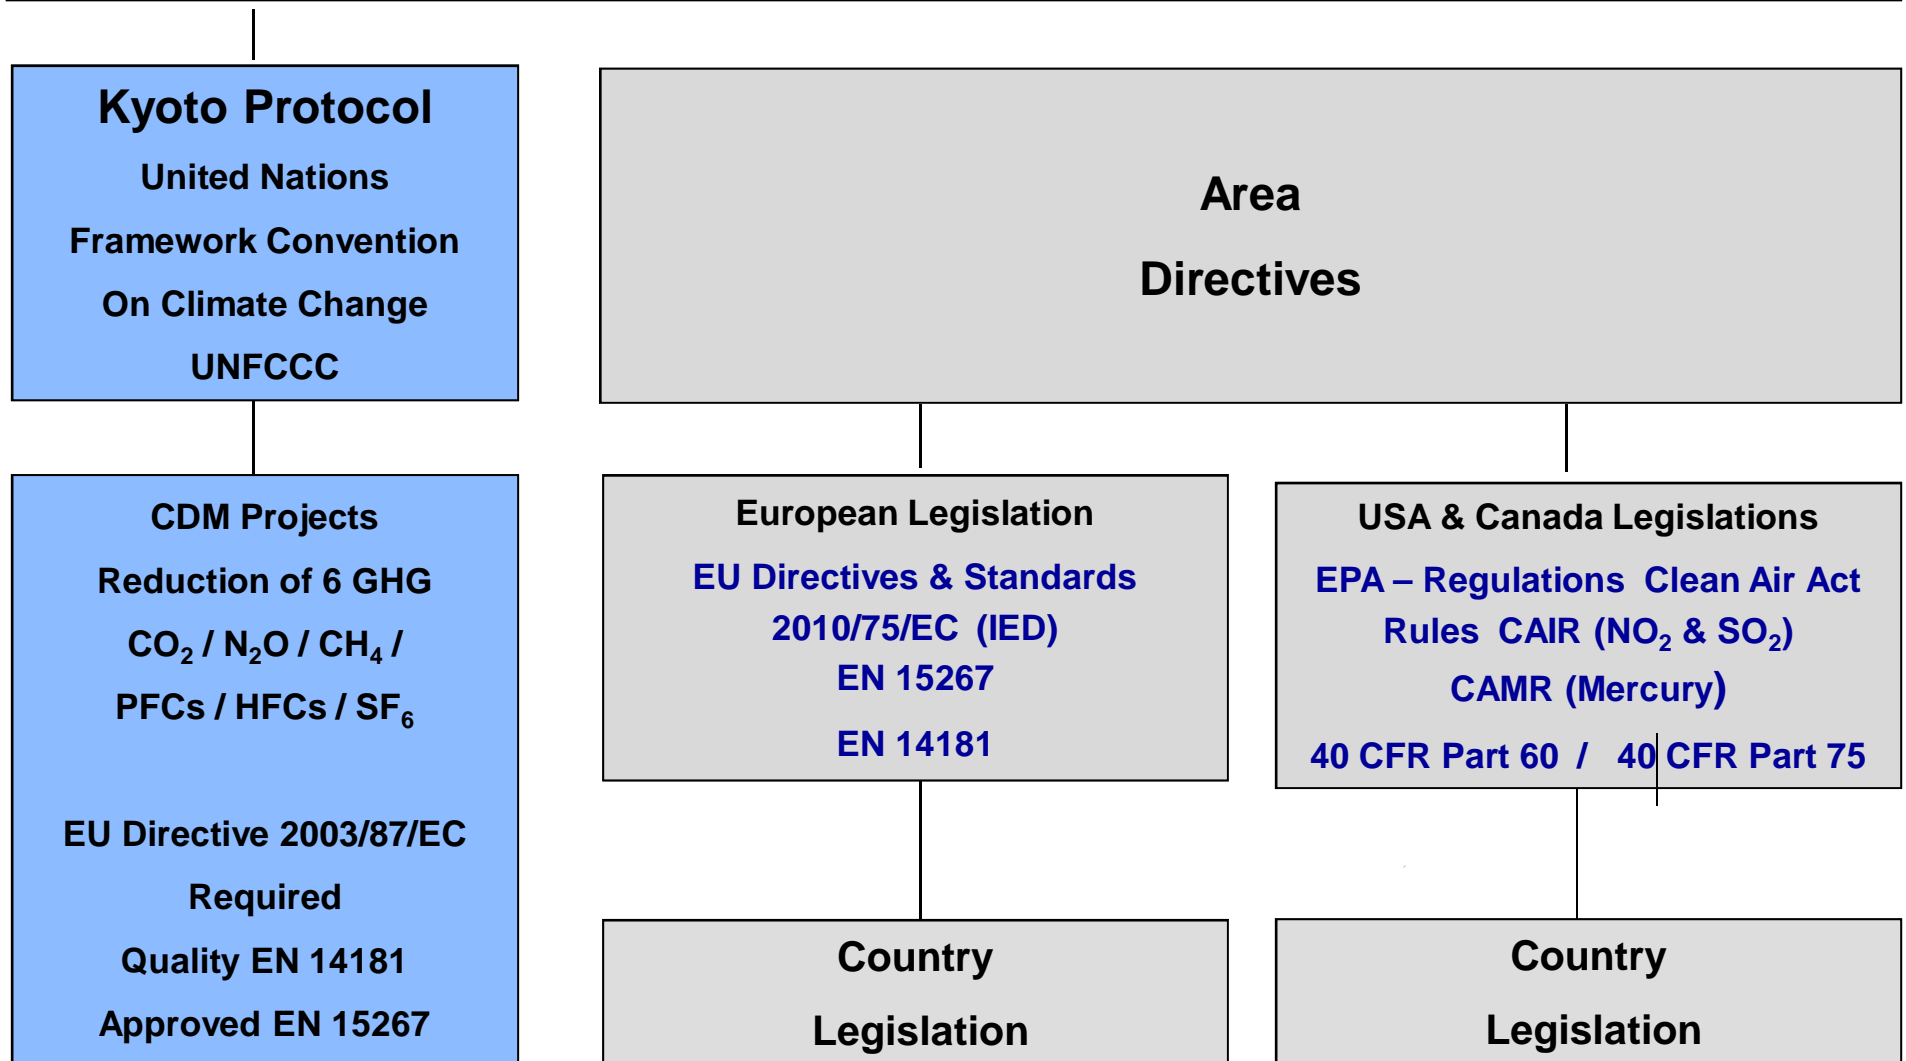 Kyoto Protocol
United Nations
Framework Convention
On Climate Change
UNFCCC
Area
Directives
CDM Projects
Reduction of 6 GHG
CO₂ / N₂O / CH₄ /
PFCs / HFCs / SF₆
EU Directive 2003/87/EC
Required
Quality EN 14181
Approved EN 15267
European Legislation
EU Directives & Standards
2010/75/EC (IED)
EN 15267
EN 14181
USA & Canada Legislations
EPA – Regulations Clean Air Act
Rules CAIR (NO₂ & SO₂)
CAMR (Mercury)
40 CFR Part 60 / 40 CFR Part 75
Country
Legislation
Country
Legislation